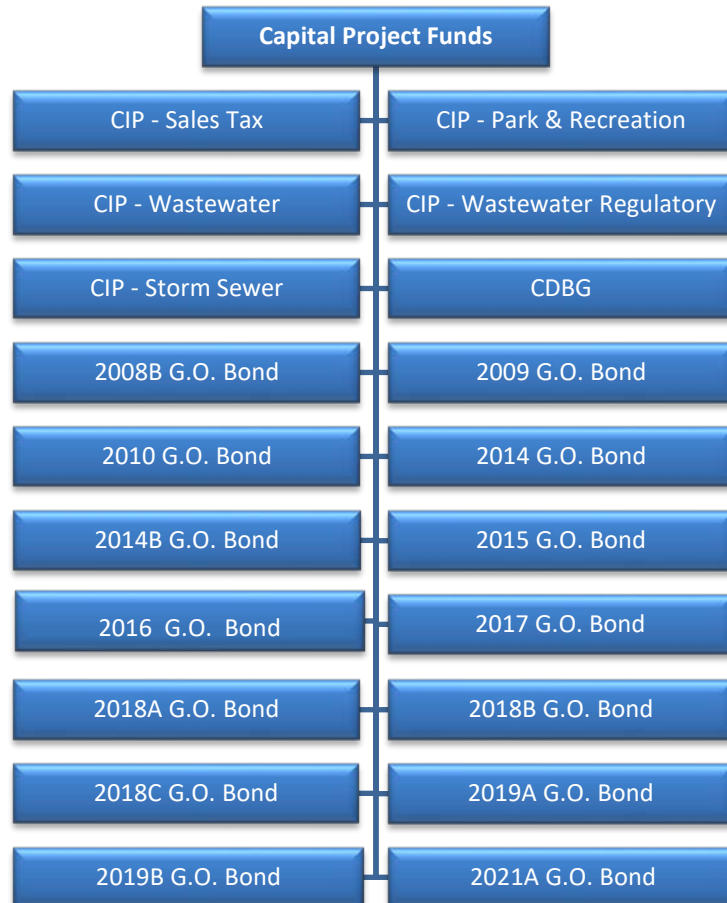 Capital Project Funds
CIP - Sales Tax
CIP - Park & Recreation
CIP - Wastewater
CIP - Wastewater Regulatory
CIP - Storm Sewer
CDBG
2008B G.O. Bond
2009 G.O. Bond
2010 G.O. Bond
2014 G.O. Bond
2014B G.O. Bond
2015 G.O. Bond
2016 G.O. Bond
2017 G.O. Bond
2018A G.O. Bond
2018B G.O. Bond
2018C G.O. Bond
2019A G.O. Bond
2019B G.O. Bond
2021A G.O. Bond